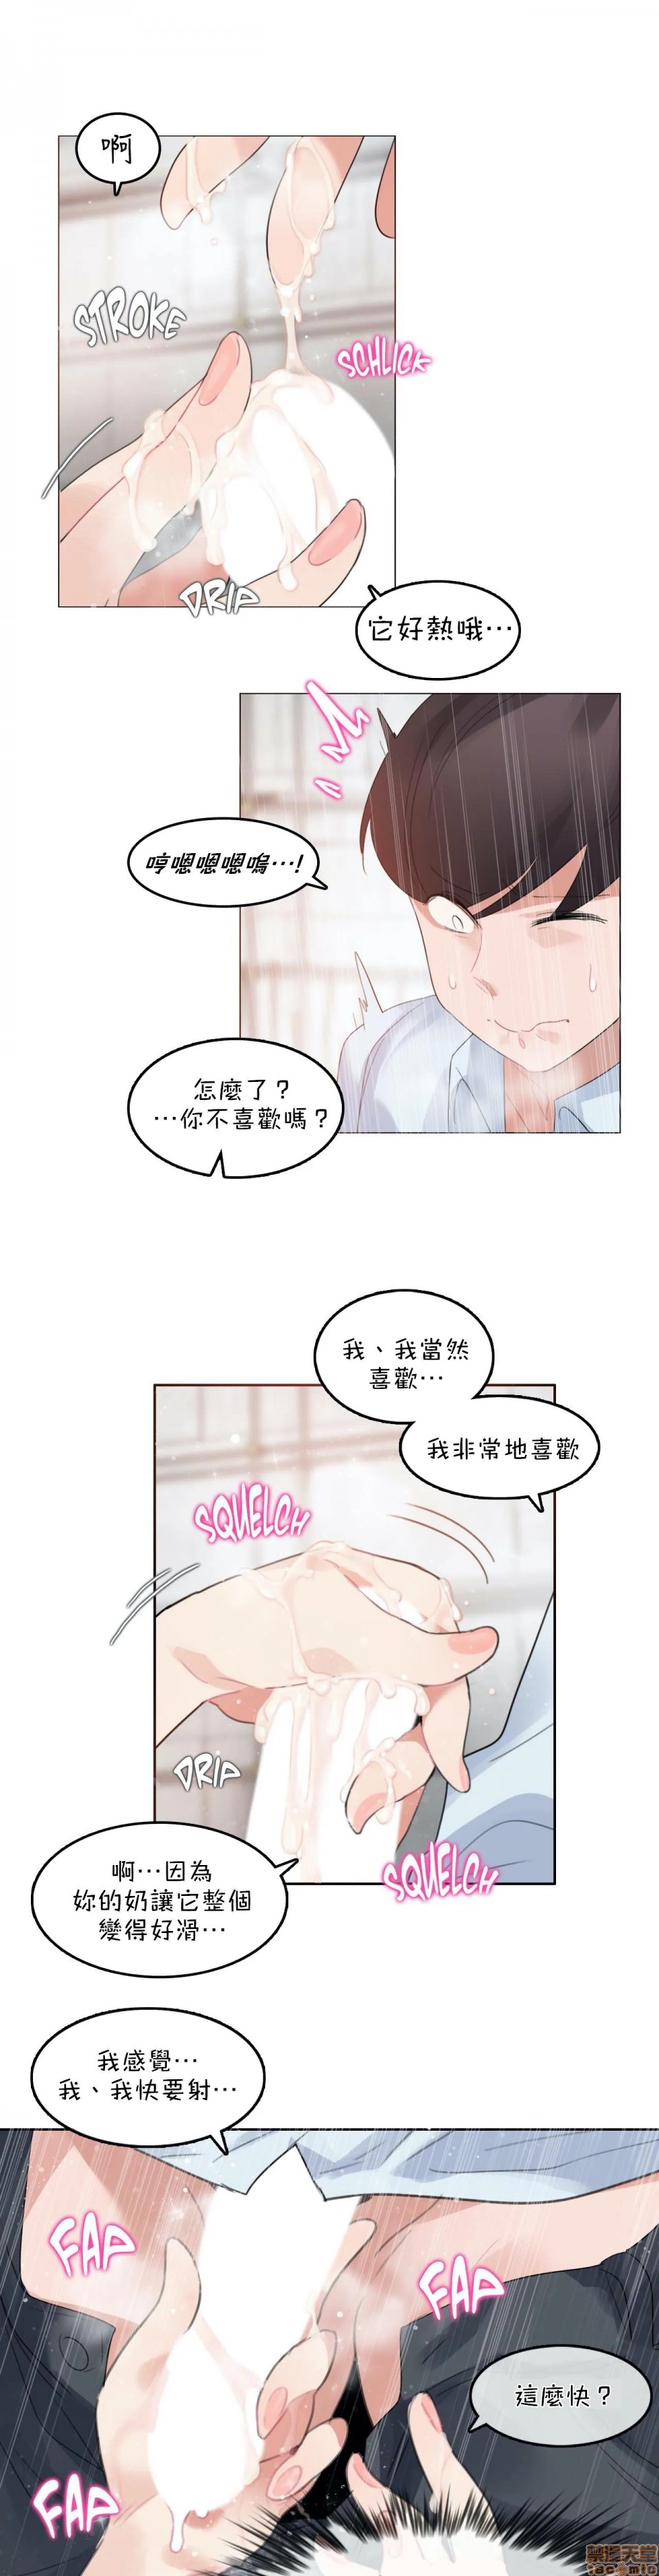 啊
STROKE
SCHLICK
DRIP
它好熱哦…
哼嗯嗯嗯嗚…!
怎麼了？
…你不喜歡嗎？
我、我當然
喜歡…
我非常地喜歡
SQUELCH
DRIP
SQUELCH
啊…因為
妳的奶讓它整個
變得好滑…
我感覺…
我、我快要射…
FAP
FAP
這麼快？
FAP